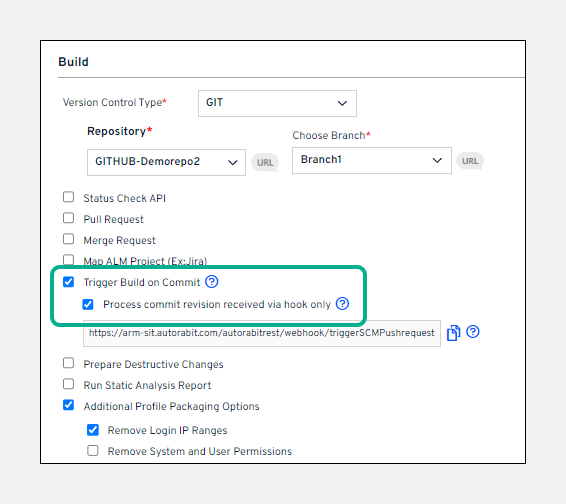 Build
Version Control Type* GIT
Repository* Choose Branch*
GITHUB-Demorepo2 URL Branch1 URL
Status Check API
Pull Request
Merge Request
Map ALM Project (Ex:Jira)
Trigger Build on Commit ?
Process commit revision received via hook only ?
https://arm-sit.autorabit.com/autorabitrest/webhook/triggerSCMPushrequest ?
Prepare Destructive Changes
Run Static Analysis Report
Additional Profile Packaging Options
Remove Login IP Ranges
Remove System and User Permissions